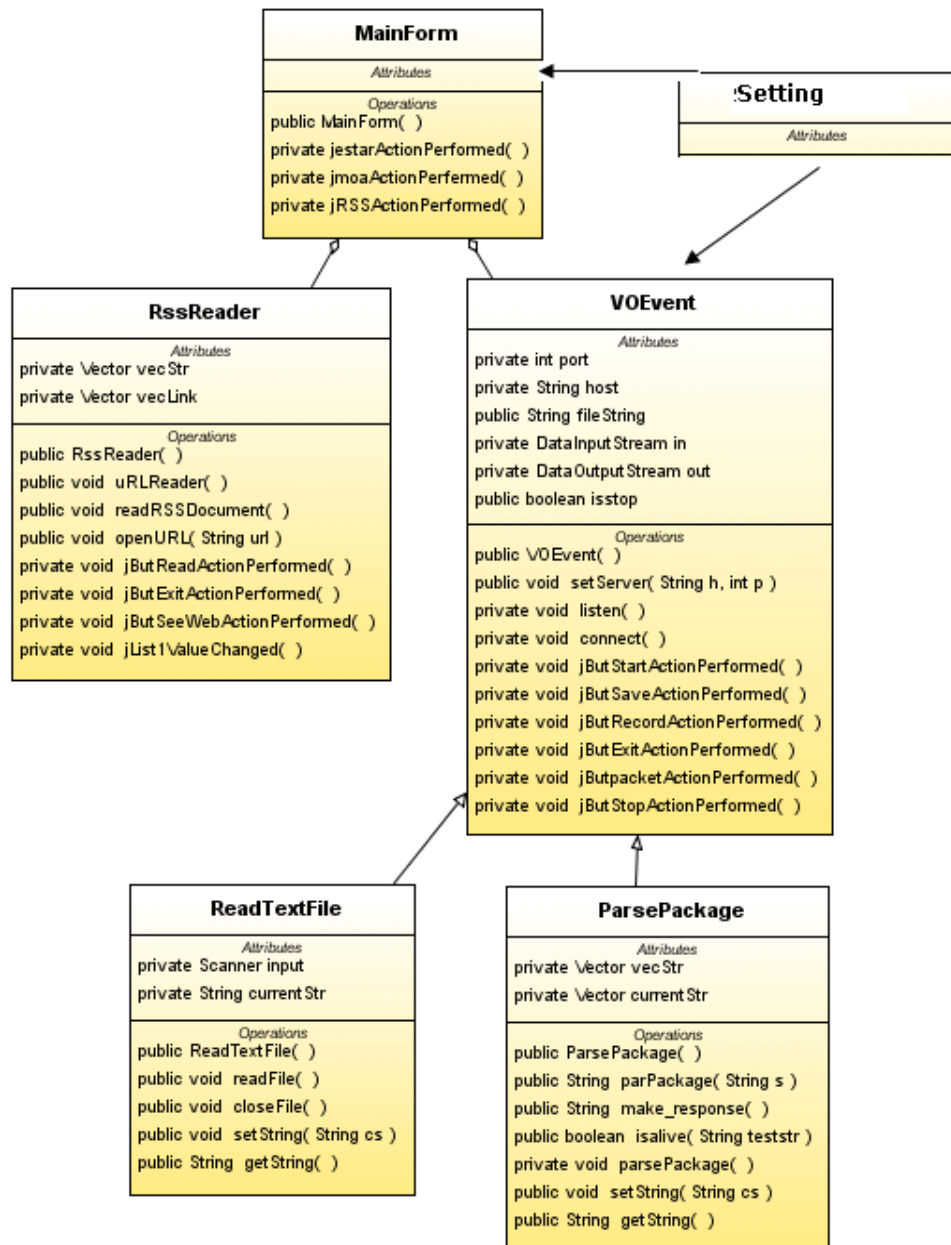 MainForm
Attributes
Operations
public MainForm( )
private jestarActionPerformed( )
private jmoaActionPerfermed( )
private jRSSActionPerformed( )
:Setting
Attributes
RssReader
Attributes
private Vector vecStr
private Vector vecLink
Operations
public RssReader( )
public void uRLReader( )
public void readRSSDocument( )
public void openURL( String url )
private void jButReadActionPerformed( )
private void jButExitActionPerformed( )
private void jButSeeWebActionPerformed( )
private void jList1ValueChanged( )
VOEvent
Attributes
private int port
private String host
public String fileString
private DataInputStream in
private DataOutputStream out
public boolean isstop
Operations
public VOEvent( )
public void setServer( String h, int p )
private void listen( )
private void connect( )
private void jButStartActionPerformed( )
private void jButSaveActionPerformed( )
private void jButRecordActionPerformed( )
private void jButExitActionPerformed( )
private void jButpacketActionPerformed( )
private void jButStopActionPerformed( )
ReadTextFile
Attributes
private Scanner input
private String currentStr
Operations
public ReadTextFile( )
public void readFile( )
public void closeFile( )
public void setString( String cs )
public String getString( )
ParsePackage
Attributes
private Vector vecStr
private Vector currentStr
Operations
public ParsePackage( )
public String parPackage( String s )
public String make_response( )
public boolean isalive( String teststr )
private void parsePackage( )
public void setString( String cs )
public String getString( )